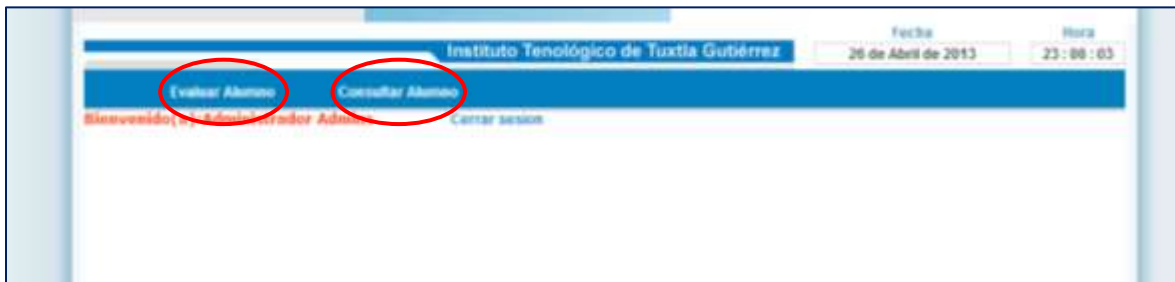 Fecha Hora
Instituto Tenológico de Tuxtla Gutiérrez 26 de Abril de 2013 23:08:03
Evaluar Alumno Consultar Alumno
Bienvenido(a) Administrador Cerrar sesion